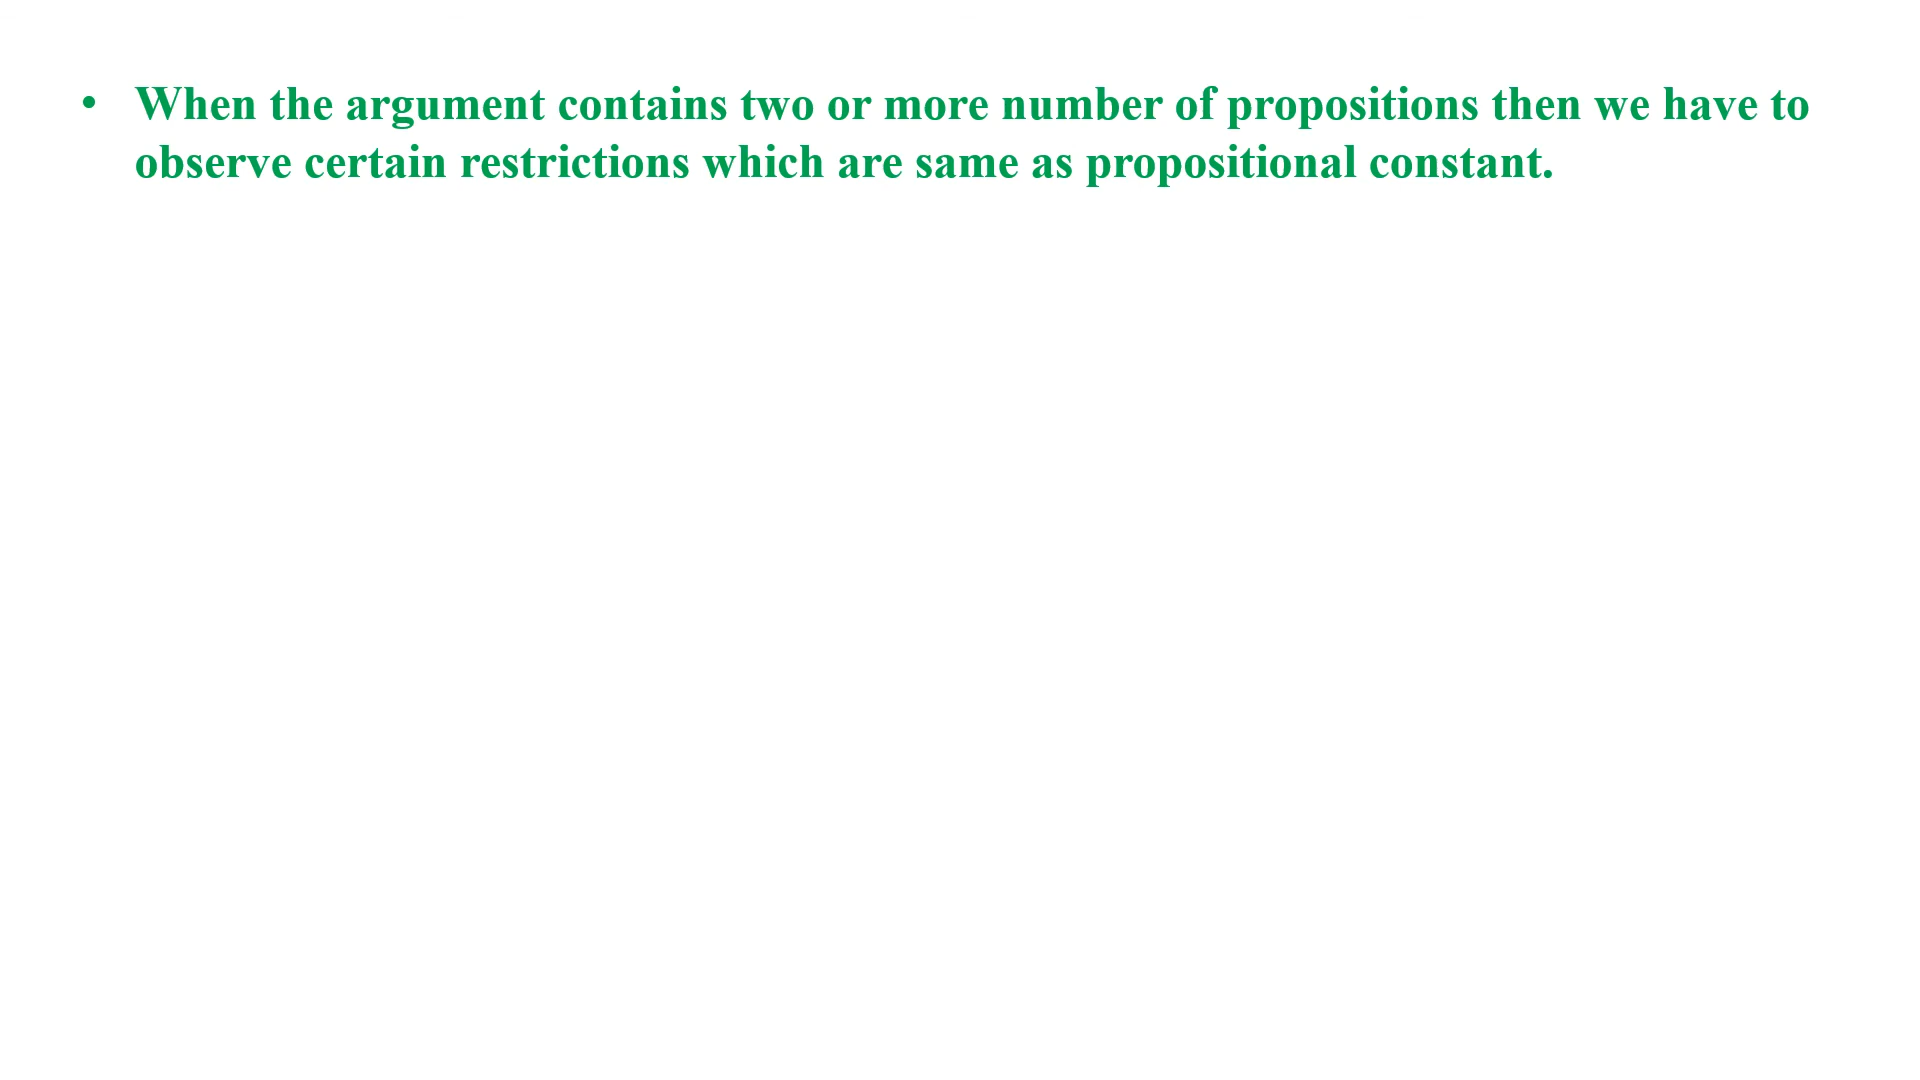 • When the argument contains two or more number of propositions then we have to
observe certain restrictions which are same as propositional constant.